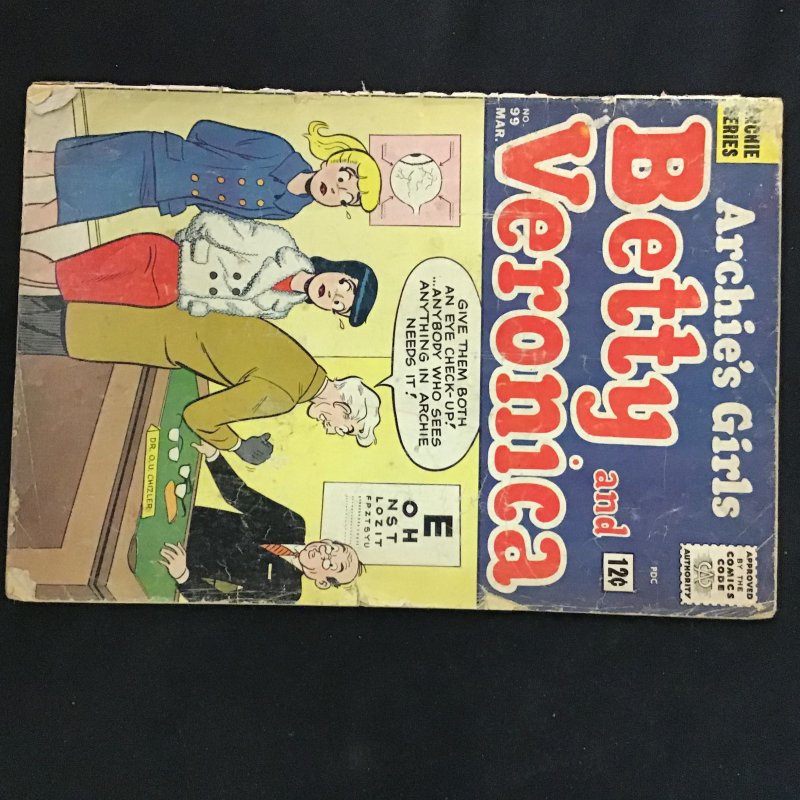 ARCHIE
SERIES
Archie's Girls
APPROVED
BY THE
COMICS
CODE
AUTHORITY
Betty
and
Veronica
PDC
12¢
NO.
99
MAR.
GIVE THEM BOTH
AN EYE CHECK-UP!
...ANYBODY WHO SEES
ANYTHING IN ARCHIE
NEEDS IT!
E
OH
NST
LOZIT
FPZTSYU
DR. O.U. CHIZLER